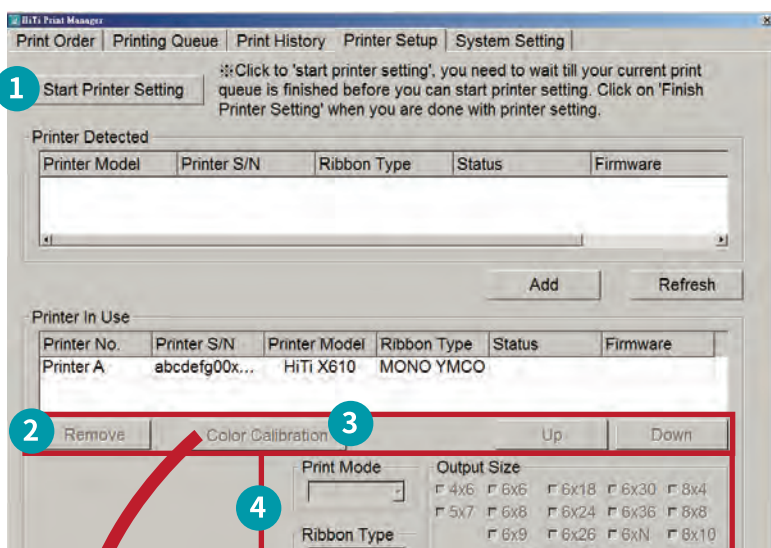 HiTi Print Manager
Print Order Printing Queue Print History Printer Setup System Setting
1
Start Printer Setting
※Click to 'start printer setting', you need to wait till your current print
queue is finished before you can start printer setting. Click on 'Finish
Printer Setting' when you are done with printer setting.
Printer Detected
Printer Model Printer S/N Ribbon Type Status Firmware
Add Refresh
Printer In Use
Printer No. Printer S/N Printer Model Ribbon Type Status Firmware
Printer A abcdefg00x... HiTi X610 MONO YMCO
2 Remove Color Calibration 3 Up Down
4
Print Mode Output Size
4x6 6x6 6x18 6x30 8x4
5x7 6x8 6x24 6x36 8x8
Ribbon Type 6x9 6x26 6xN 8x10